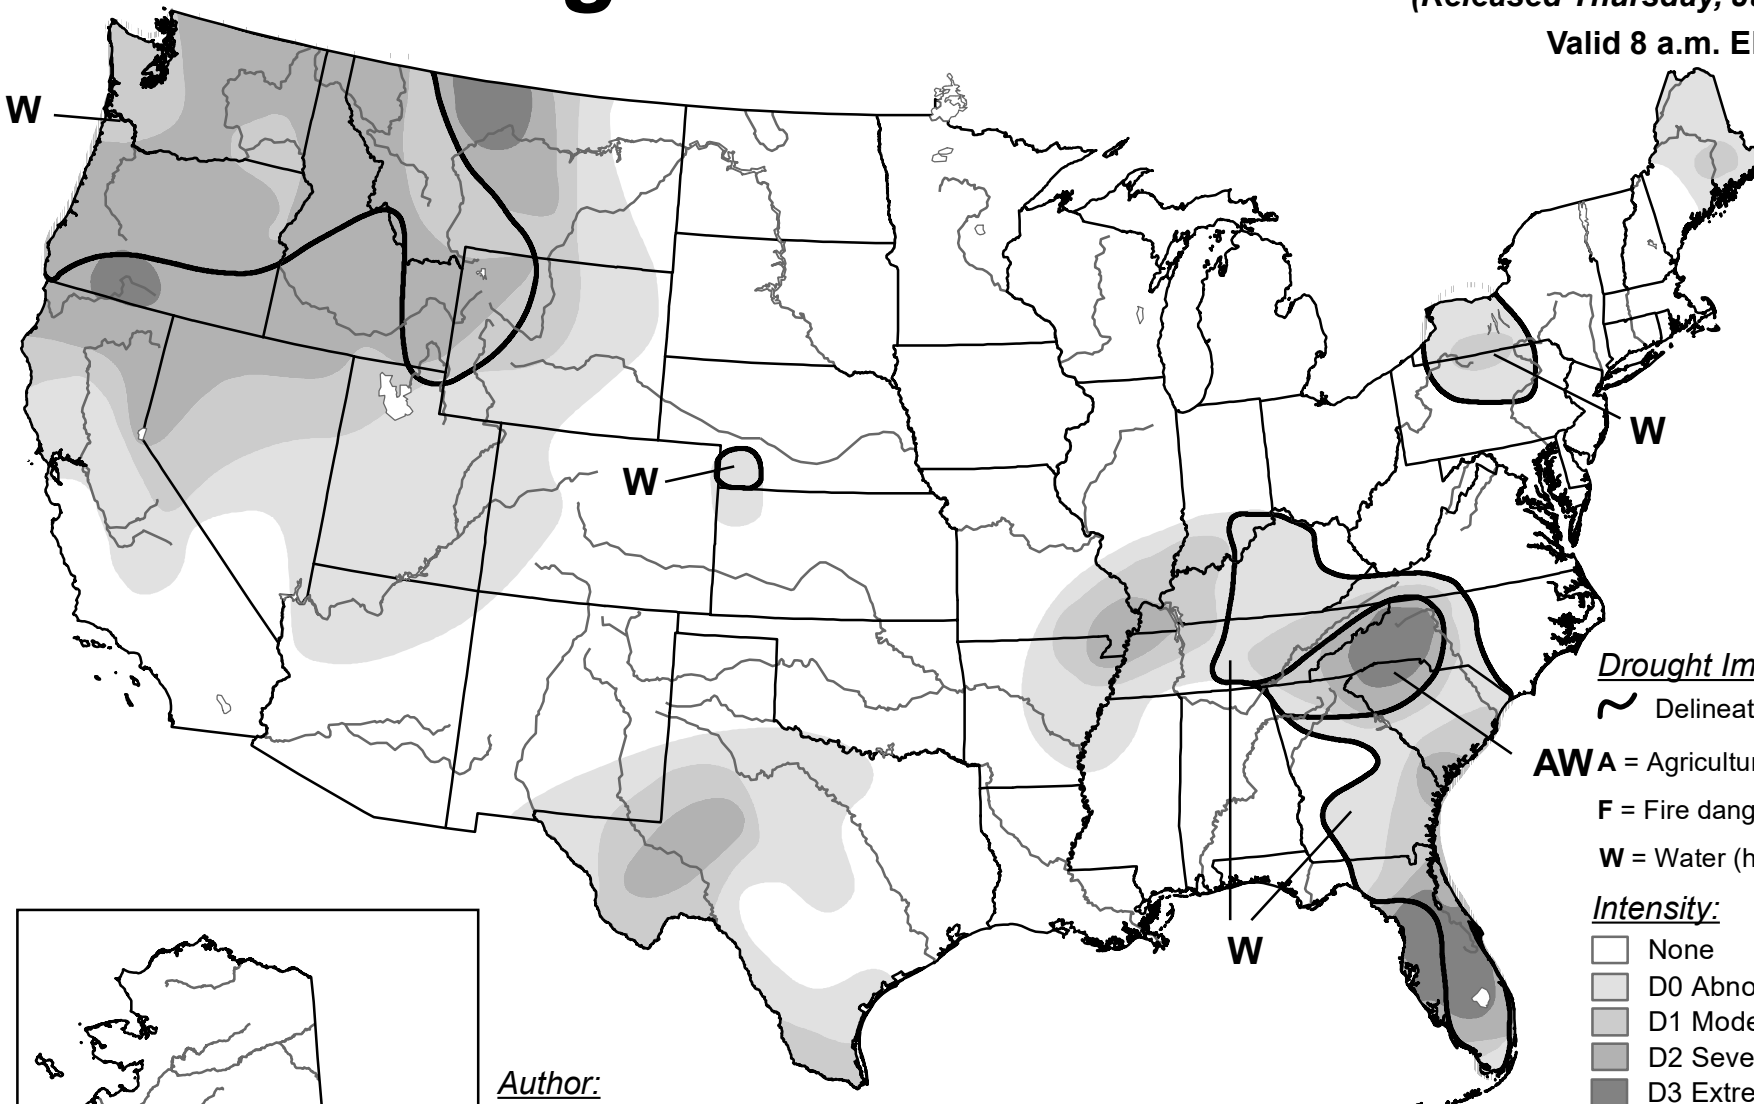 (Released Thursday,
Valid 8 a.m.
W
W
W
Drought
Delineat
AW
A = Agricultur
F = Fire dang
W = Water (h
W
Intensity:
None
D0 Abno
D1 Mode
D2 Seve
D3 Extre
Author: